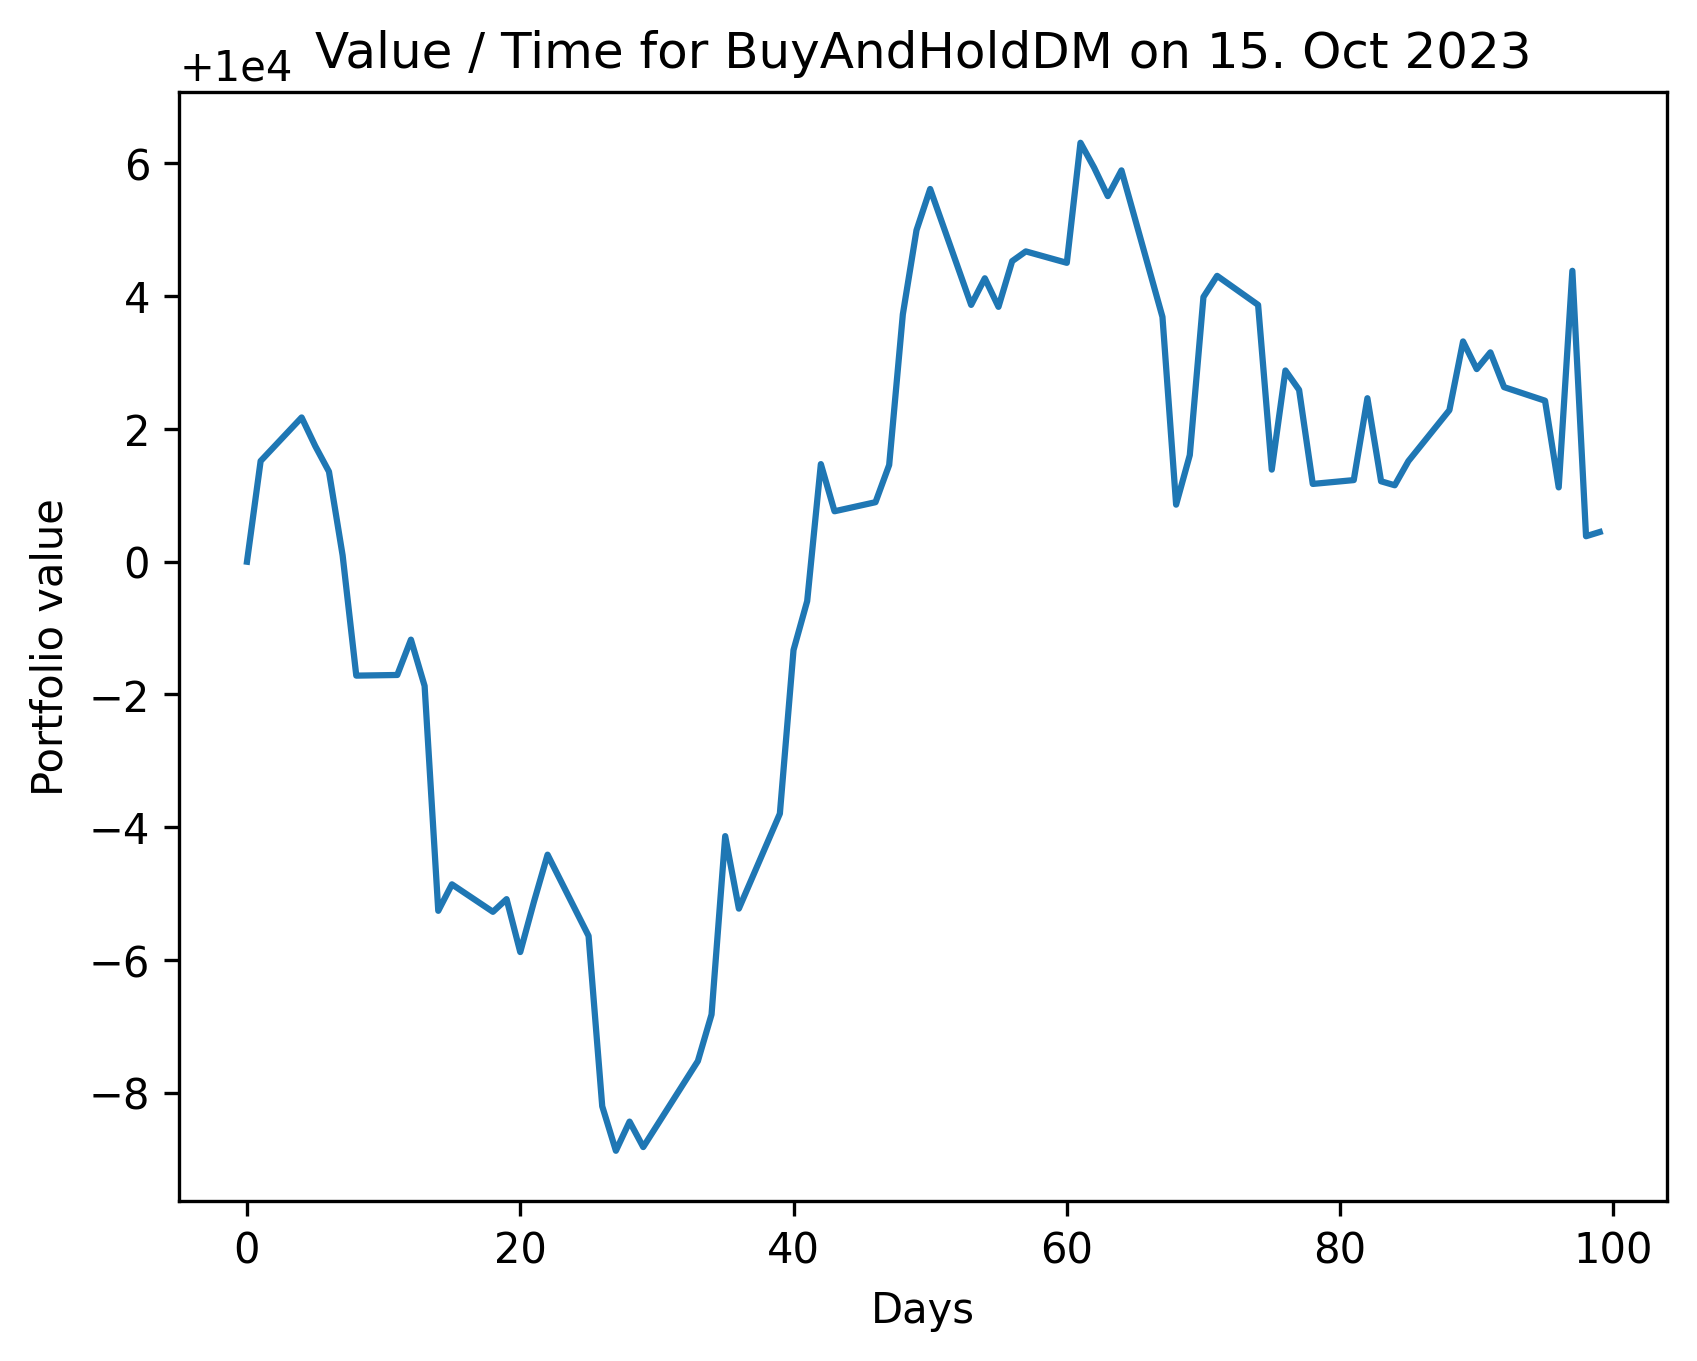 Value / Time for BuyAndHoldDM on 15. Oct 2023
+1e4
6
4
2
0
−2
−4
−6
−8
Portfolio value
0 20 40 60 80 100
Days